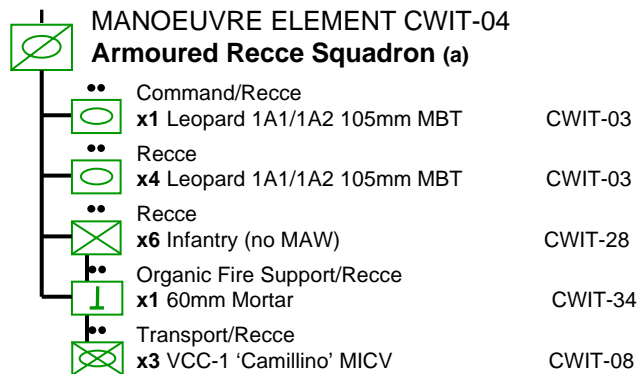 MANOEUVRE ELEMENT CWIT-04
Armoured Recce Squadron (a)
Command/Recce
x1 Leopard 1A1/1A2 105mm MBT CWIT-03
Recce
x4 Leopard 1A1/1A2 105mm MBT CWIT-03
Recce
x6 Infantry (no MAW) CWIT-28
Organic Fire Support/Recce
x1 60mm Mortar CWIT-34
Transport/Recce
x3 VCC-1 ‘Camillino’ MICV CWIT-08